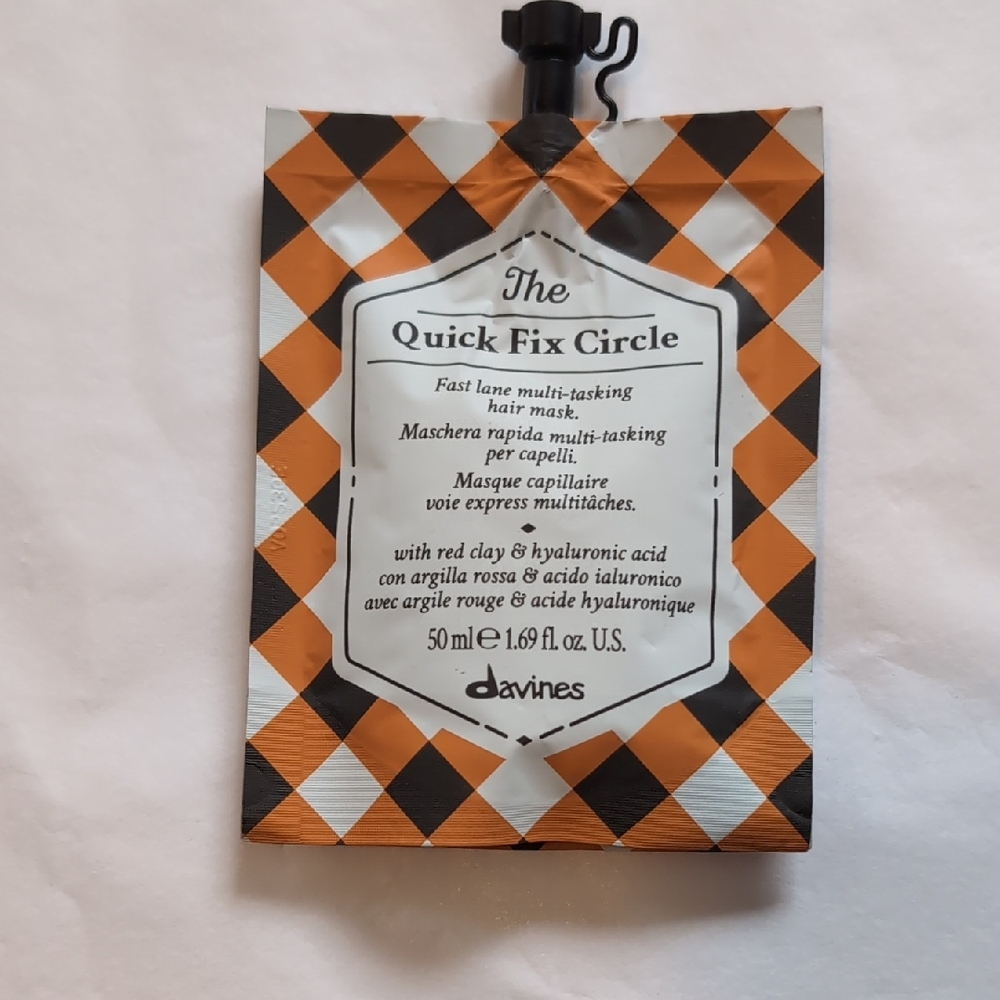 The
Quick Fix Circle
Fast lane multi-tasking
hair mask.
Maschera rapida multi-tasking
per capelli.
Masque capillaire
voie express multitâches.
with red clay & hyaluronic acid
con argilla rossa & acido ialuronico
avec argile rouge & acide hyaluronique
50 ml ℮ 1.69 fl. oz. U.S.
davines